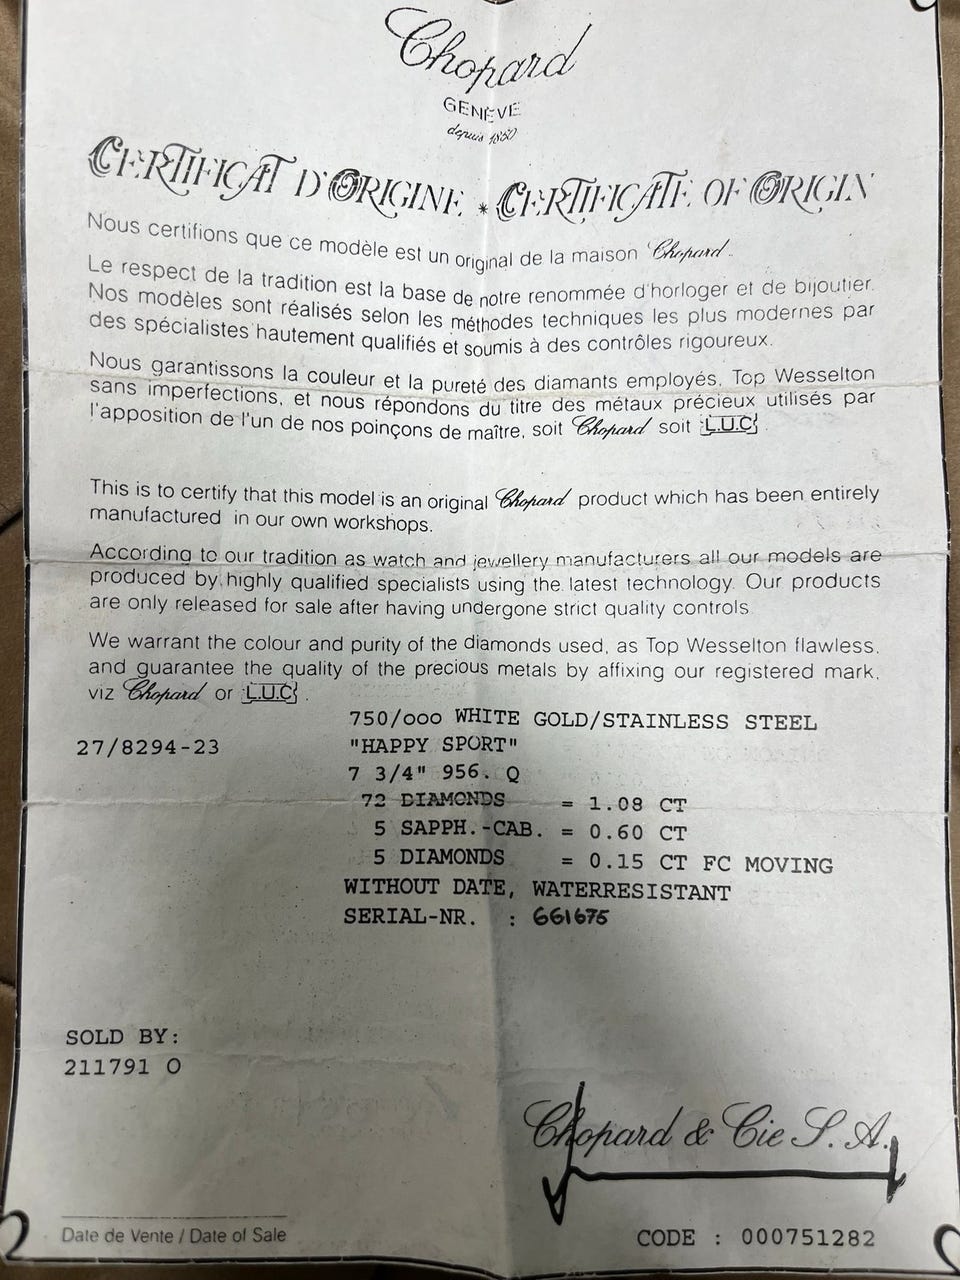 Chopard
GENÈVE
depuis 1860
CERTIFICAT D'ORIGINE * CERTIFICATE OF ORIGIN
Nous certifions que ce modèle est un original de la maison Chopard.
Le respect de la tradition est la base de notre renommée d'horloger et de bijoutier.
Nos modèles sont réalisés selon les méthodes techniques les plus modernes par
des spécialistes hautement qualifiés et soumis à des contrôles rigoureux.
Nous garantissons la couleur et la pureté des diamants employés, Top Wesselton
sans imperfections, et nous répondons du titre des métaux précieux utilisés par
l'apposition de l'un de nos poinçons de maître, soit Chopard soit L.U.C.
This is to certify that this model is an original Chopard product which has been entirely
manufactured in our own workshops.
According to our tradition as watch and jewellery manufacturers all our models are
produced by highly qualified specialists using the latest technology. Our products
are only released for sale after having undergone strict quality controls.
We warrant the colour and purity of the diamonds used, as Top Wesselton flawless,
and guarantee the quality of the precious metals by affixing our registered mark,
viz Chopard or L.U.C.
750/ooo WHITE GOLD/STAINLESS STEEL
27/8294-23 "HAPPY SPORT"
7 3/4" 956. Q
72 DIAMONDS = 1.08 CT
5 SAPPH.-CAB. = 0.60 CT
5 DIAMONDS = 0.15 CT FC MOVING
WITHOUT DATE, WATERRESISTANT
SERIAL-NR. : 661675
SOLD BY:
211791 O
Chopard & Cie S.A.
Date de Vente / Date of Sale
CODE : 000751282